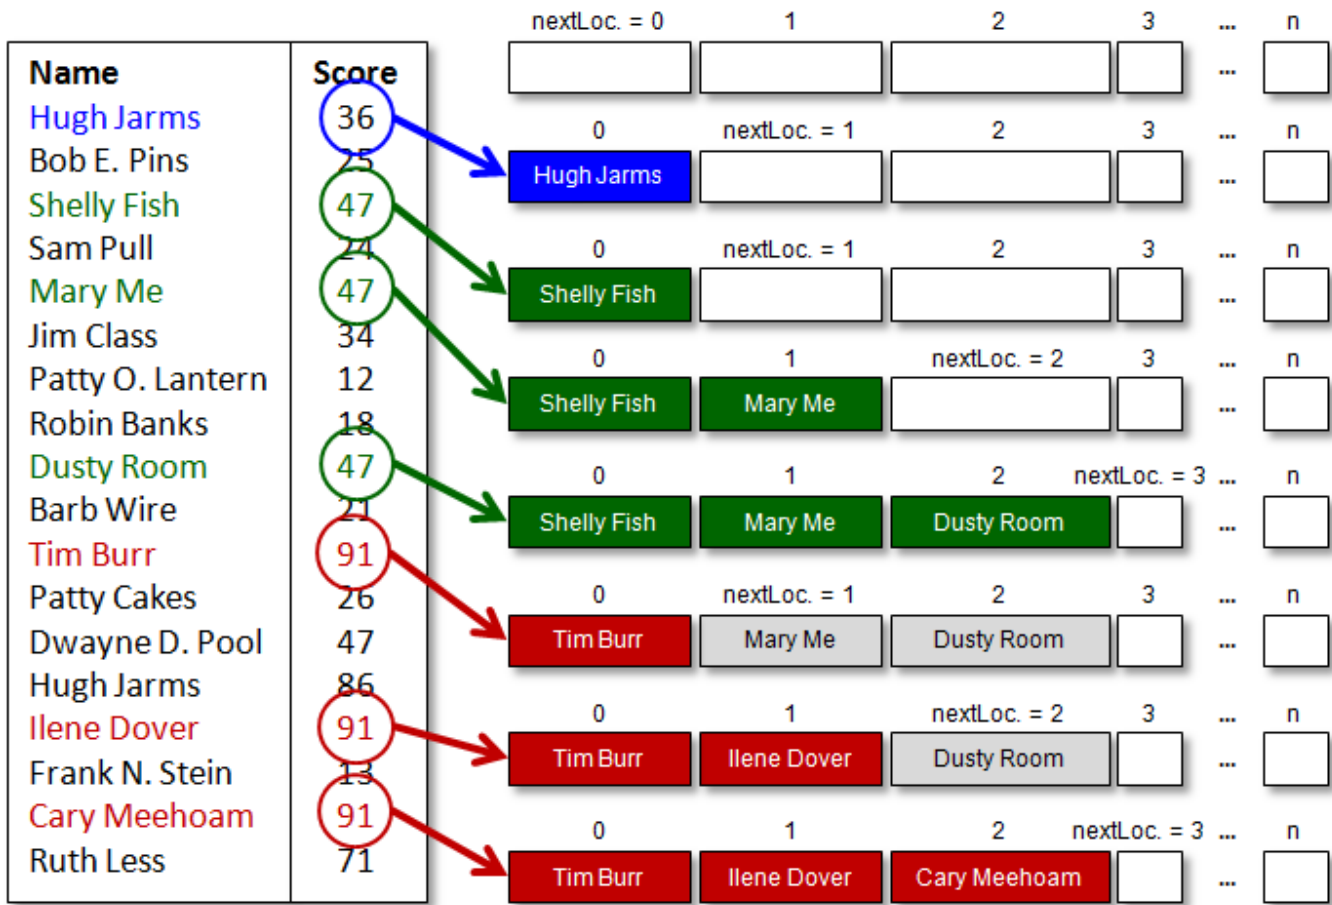 nextLoc. = 0 1 2 3 ... n
Name Score
...
Hugh Jarms 36
0 nextLoc. = 1 2 3 ... n
Bob E. Pins 25
Hugh Jarms ...
Shelly Fish 47
Sam Pull 24
0 nextLoc. = 1 2 3 ... n
Mary Me 47
Shelly Fish ...
Jim Class 34
0 1 nextLoc. = 2 3 ... n
Patty O. Lantern 12
Shelly Fish Mary Me ...
Robin Banks 18
Dusty Room 47
0 1 2 nextLoc. = 3 ... n
Barb Wire 21
Shelly Fish Mary Me Dusty Room ...
Tim Burr 91
Patty Cakes 26
0 nextLoc. = 1 2 3 ... n
Dwayne D. Pool 47
Tim Burr Mary Me Dusty Room ...
Hugh Jarms 86
0 1 nextLoc. = 2 3 ... n
Ilene Dover 91
Tim Burr Ilene Dover Dusty Room ...
Frank N. Stein 13
Cary Meehoam 91
0 1 2 nextLoc. = 3 ... n
Ruth Less 71
Tim Burr Ilene Dover Cary Meehoam ...